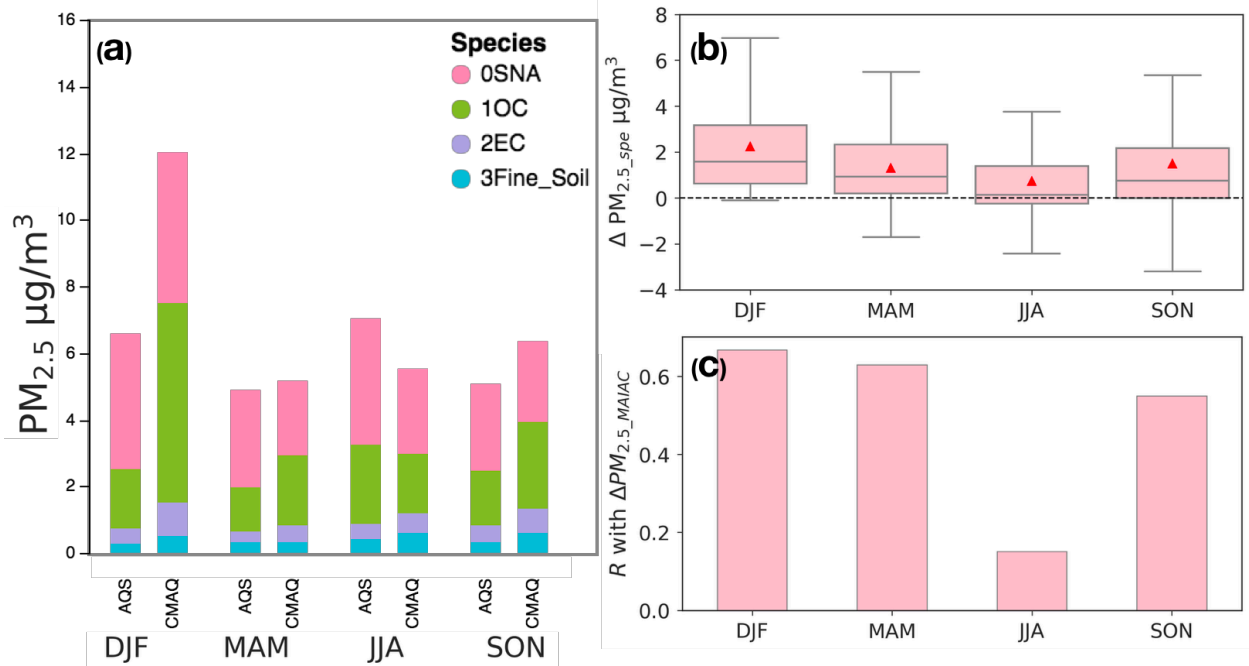 (a)
16
14
12
10
8
6
4
2
0
PM2.5 μg/m3
Species
0SNA
1OC
2EC
3Fine_Soil
AQS CMAQ AQS CMAQ AQS CMAQ AQS CMAQ
DJF MAM JJA SON
(b)
8
6
4
2
0
−2
−4
Δ PM2.5_spe μg/m3
DJF MAM JJA SON
(c)
0.6
0.4
0.2
0.0
R with ΔPM2.5_MAIAC
DJF MAM JJA SON